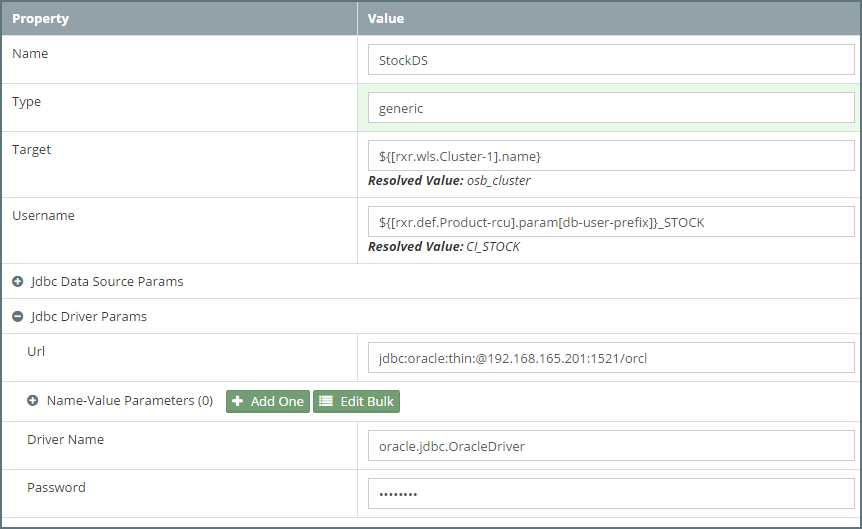 Property Value
Name StockDS
Type generic
Target ${[rxr.wls.Cluster-1].name}
Resolved Value: osb_cluster
Username ${[rxr.def.Product-rcu].param[db-user-prefix]}_STOCK
Resolved Value: CI_STOCK
Jdbc Data Source Params
Jdbc Driver Params
Url jdbc:oracle:thin:@192.168.165.201:1521/orcl
Name-Value Parameters (0) Add One Edit Bulk
Driver Name oracle.jdbc.OracleDriver
Password ••••••••